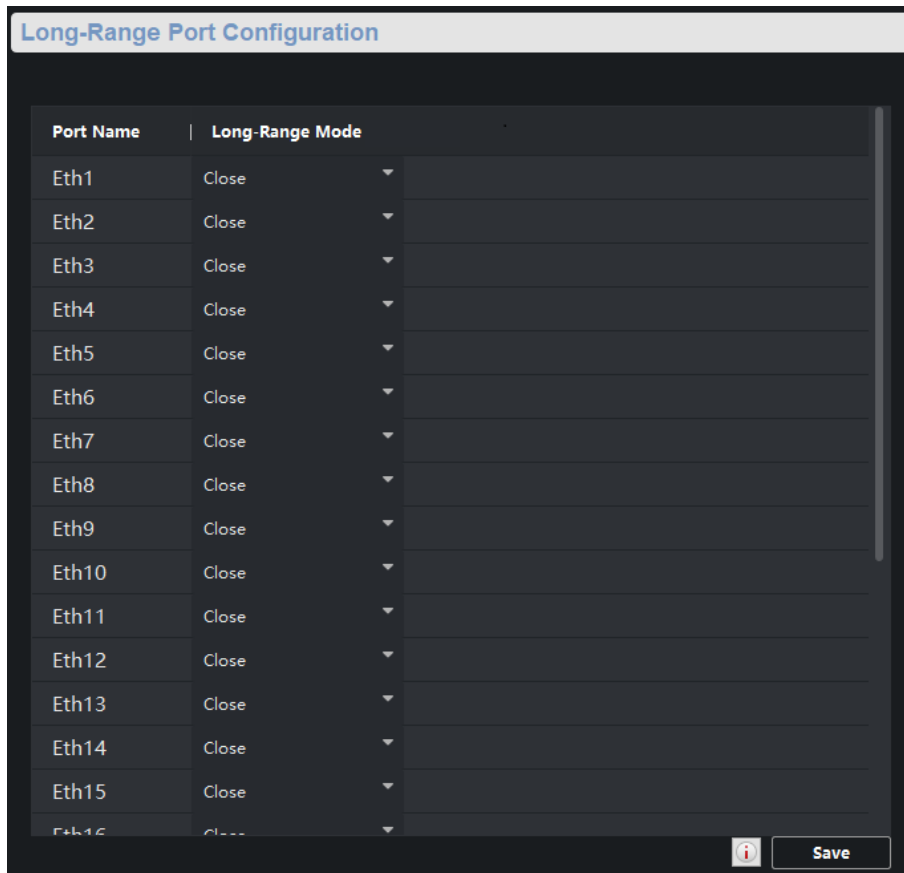 Long-Range Port Configuration
Port Name | Long-Range Mode
Eth1 Close
Eth2 Close
Eth3 Close
Eth4 Close
Eth5 Close
Eth6 Close
Eth7 Close
Eth8 Close
Eth9 Close
Eth10 Close
Eth11 Close
Eth12 Close
Eth13 Close
Eth14 Close
Eth15 Close
Eth16 Close
Save